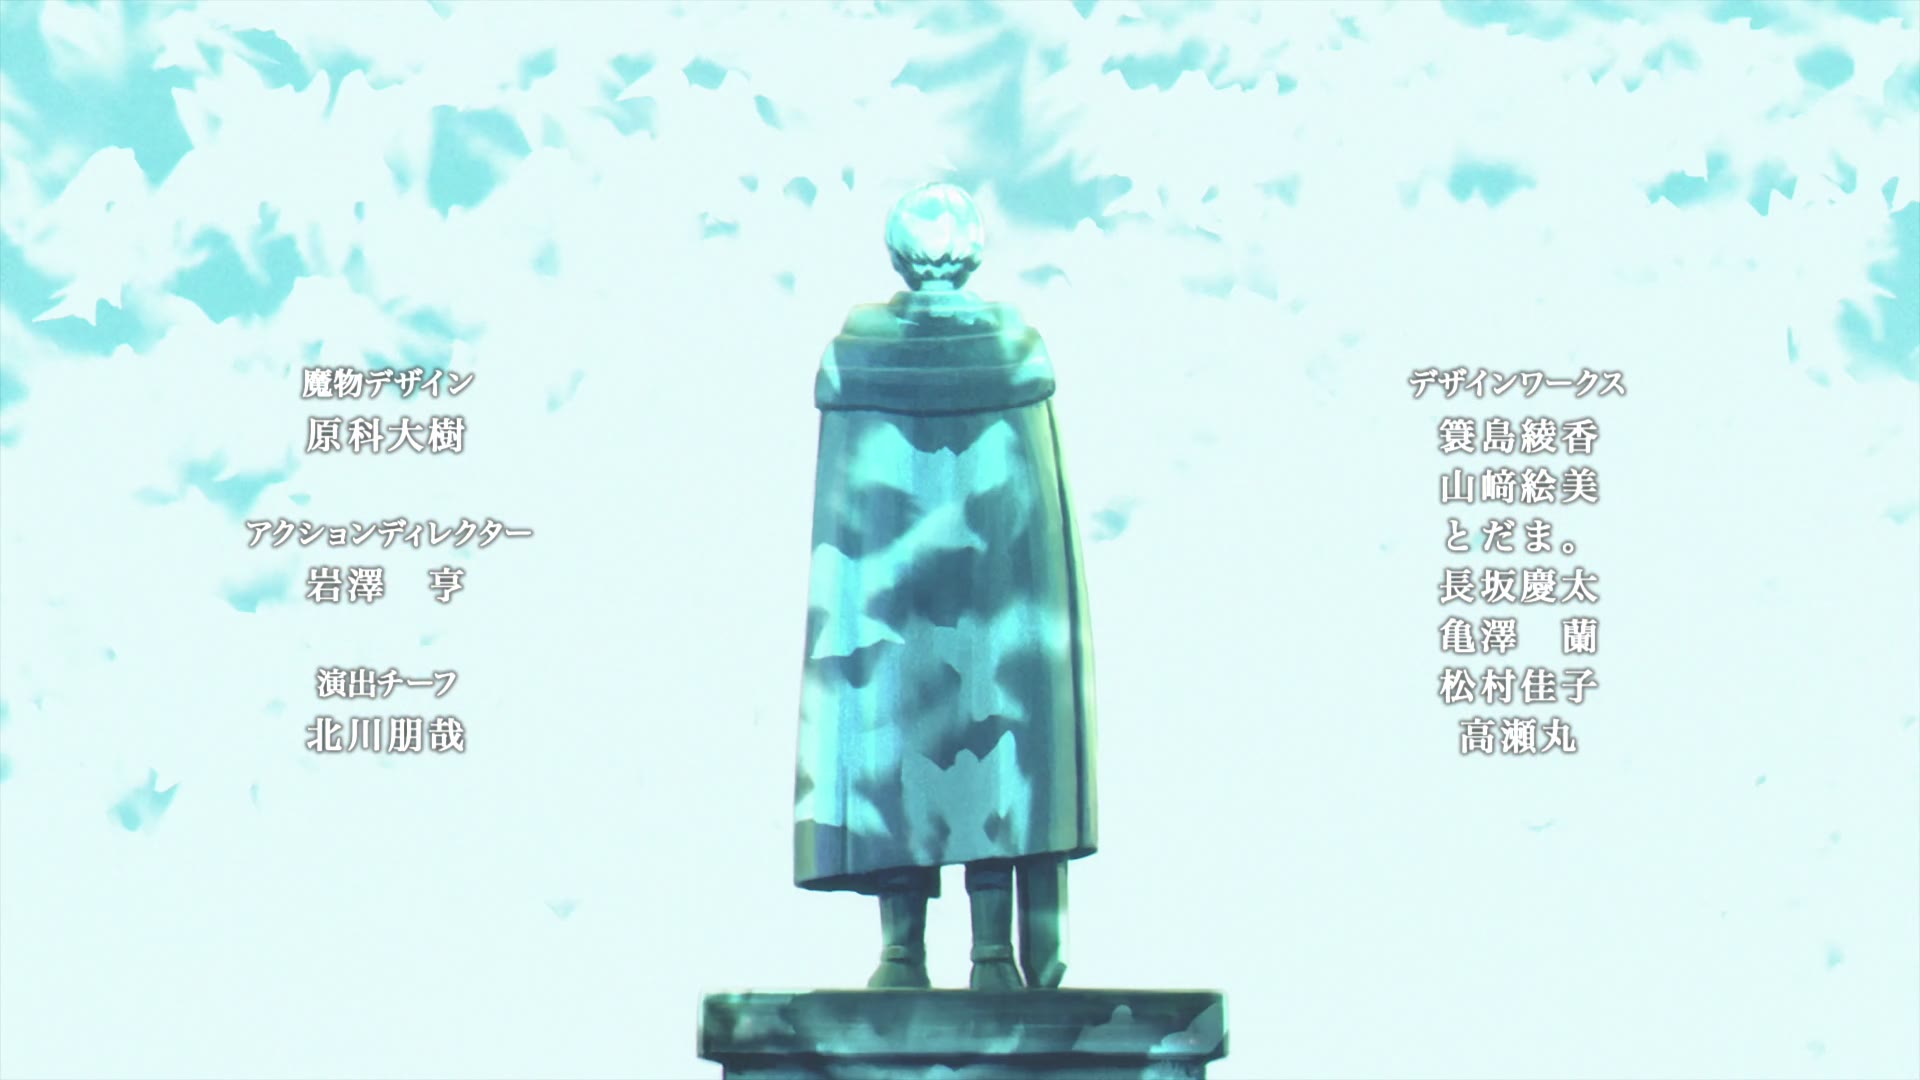 魔物デザイン
原科大樹
アクションディレクター
岩澤　亨
演出チーフ
北川朋哉
デザインワークス
簑島綾香
山﨑絵美
とだま。
長坂慶太
亀澤　蘭
松村佳子
高瀬丸